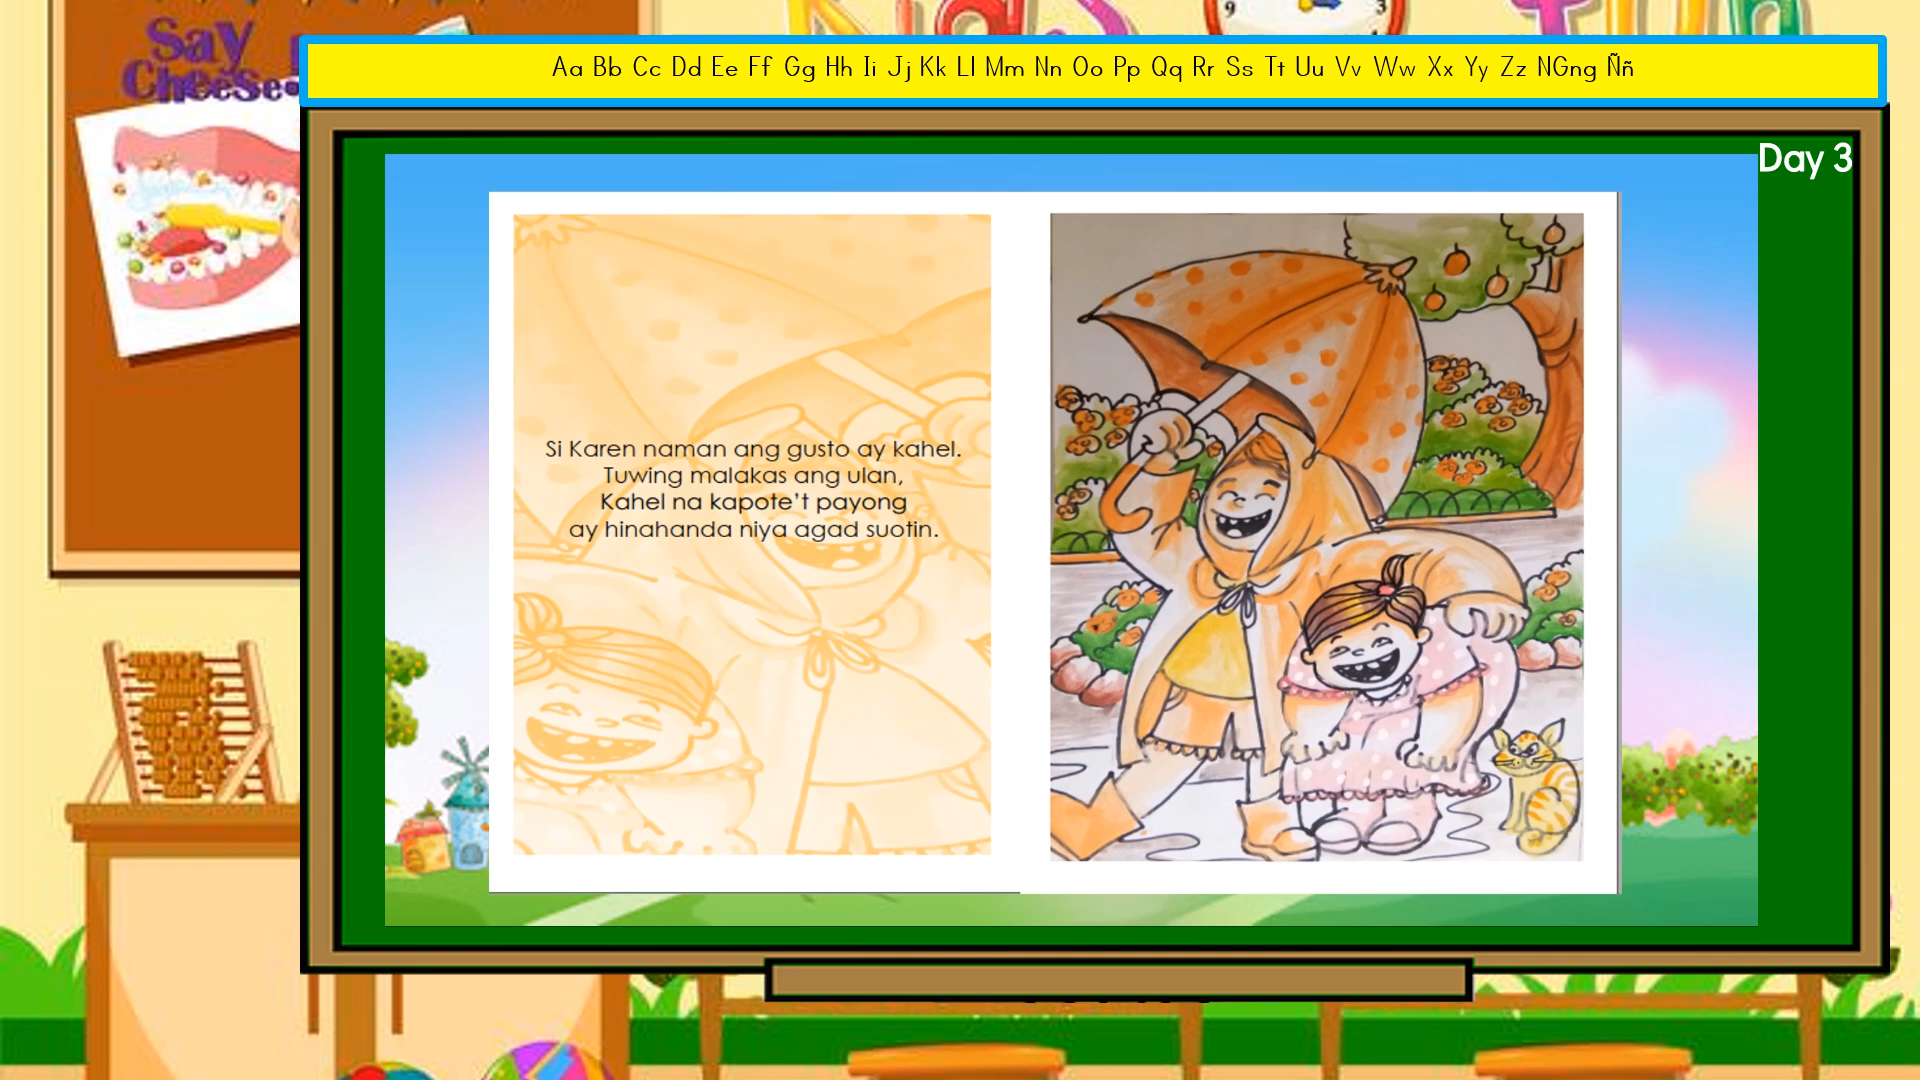 Say
Cheese
9
3
Aa Bb Cc Dd Ee Ff Gg Hh Ii Jj Kk Ll Mm Nn Oo Pp Qq Rr Ss Tt Uu Vv Ww Xx Yy Zz NGng Ññ
Day 3
Si Karen naman ang gusto ay kahel.
Tuwing malakas ang ulan,
Kahel na kapote't payong
ay hinahanda niya agad suotin.